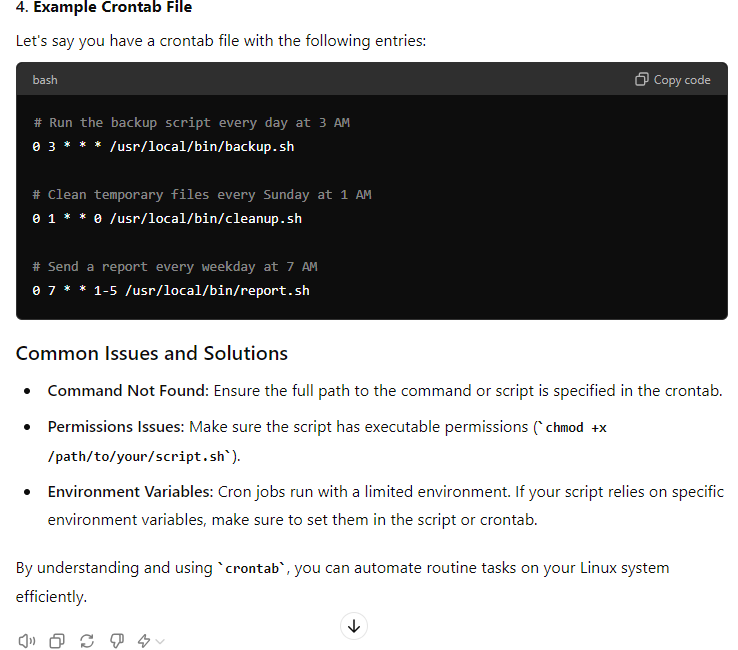 4. Example Crontab File
Let's say you have a crontab file with the following entries:
bash
Copy code
# Run the backup script every day at 3 AM
0 3 * * * /usr/local/bin/backup.sh
# Clean temporary files every Sunday at 1 AM
0 1 * * 0 /usr/local/bin/cleanup.sh
# Send a report every weekday at 7 AM
0 7 * * 1-5 /usr/local/bin/report.sh
Common Issues and Solutions
• Command Not Found: Ensure the full path to the command or script is specified in the crontab.
• Permissions Issues: Make sure the script has executable permissions (`chmod +x
/path/to/your/script.sh`).
• Environment Variables: Cron jobs run with a limited environment. If your script relies on specific
environment variables, make sure to set them in the script or crontab.
By understanding and using `crontab`, you can automate routine tasks on your Linux system
efficiently.